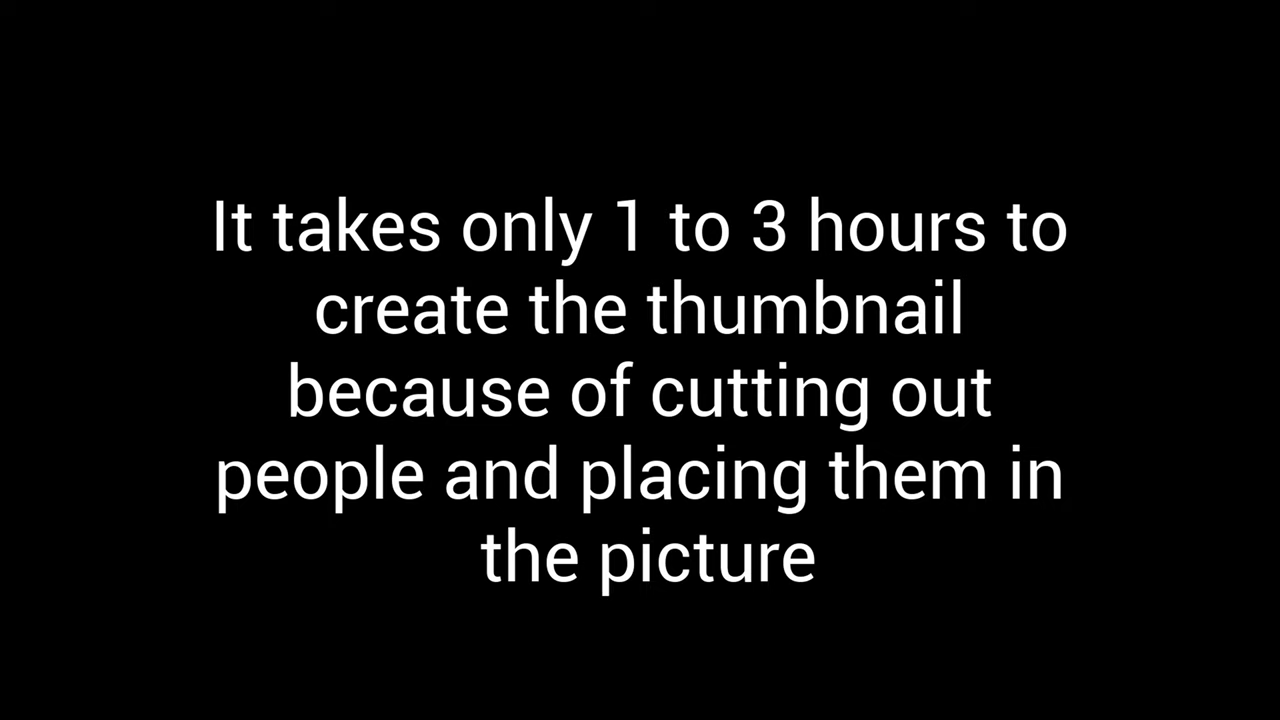 It takes only 1 to 3 hours to
create the thumbnail
because of cutting out
people and placing them in
the picture